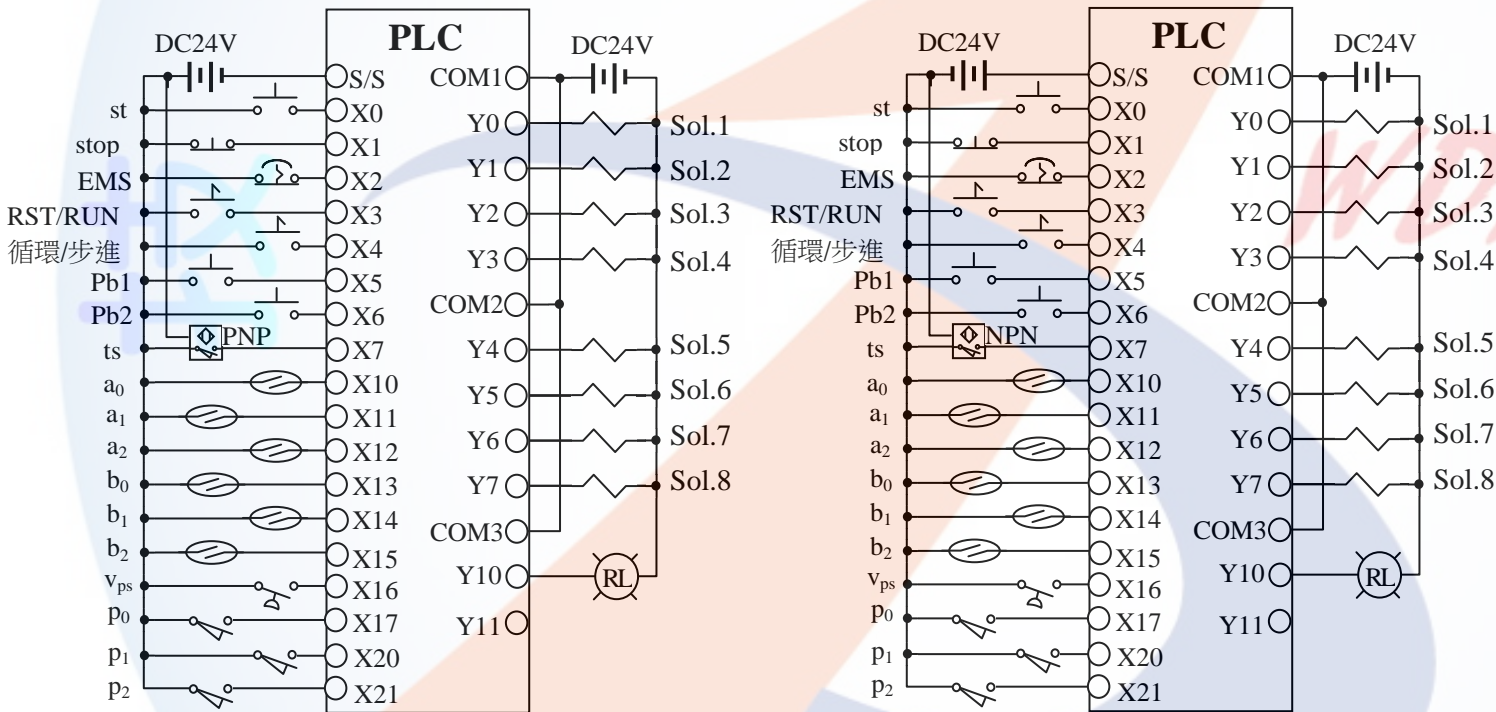 PLC
DC24V
DC24V
S/S
COM1
st
X0
Y0
Sol.1
stop
X1
EMS
X2
Y1
Sol.2
RST/RUN
X3
Y2
Sol.3
循環/步進
X4
Y3
Sol.4
Pb1
X5
COM2
Pb2
X6
PNP
ts
X7
Y4
Sol.5
a0
X10
Y5
Sol.6
a1
X11
a2
X12
Y6
Sol.7
b0
X13
Y7
Sol.8
b1
X14
COM3
b2
X15
vps
X16
Y10
RL
p0
X17
Y11
p1
X20
p2
X21
PLC
DC24V
DC24V
S/S
COM1
st
X0
Y0
Sol.1
stop
X1
EMS
X2
Y1
Sol.2
RST/RUN
X3
Y2
Sol.3
循環/步進
X4
Y3
Sol.4
Pb1
X5
COM2
Pb2
X6
NPN
ts
X7
Y4
Sol.5
a0
X10
Y5
Sol.6
a1
X11
a2
X12
Y6
Sol.7
b0
X13
Y7
Sol.8
b1
X14
COM3
b2
X15
vps
X16
Y10
RL
p0
X17
Y11
p1
X20
p2
X21